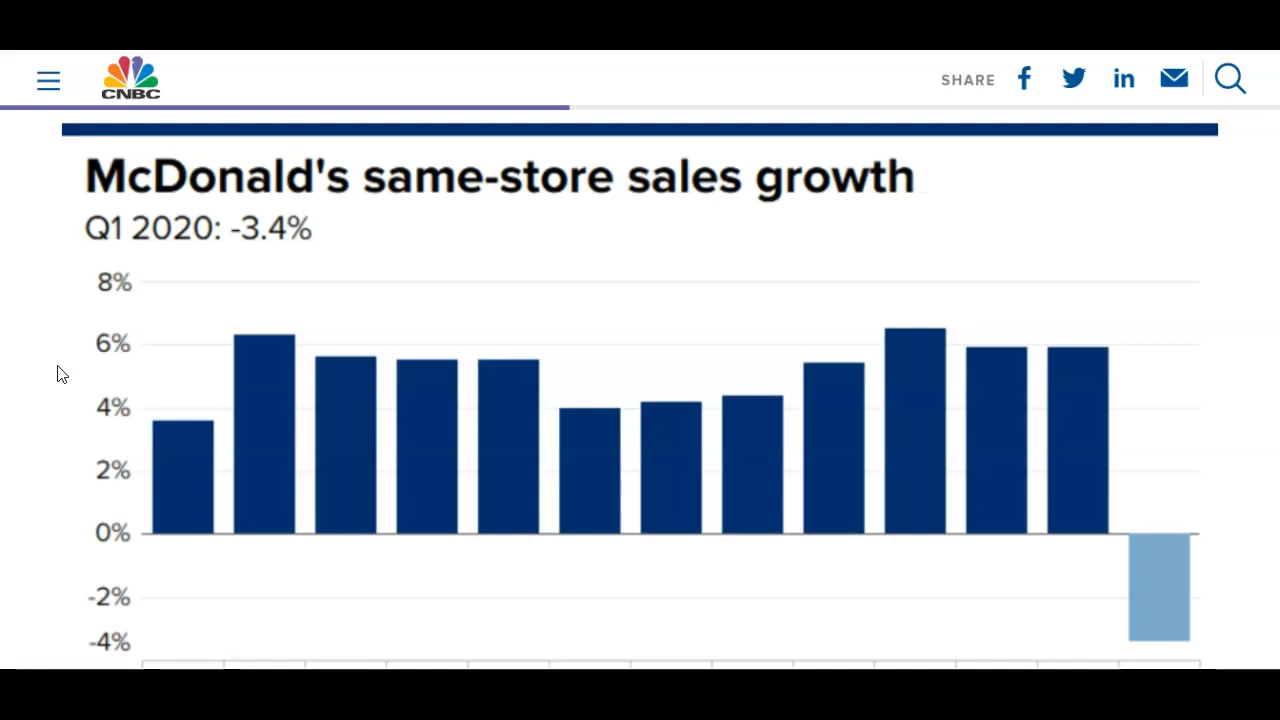 CNBC
SHARE
McDonald's same-store sales growth
Q1 2020: -3.4%
8%
6%
4%
2%
0%
-2%
-4%